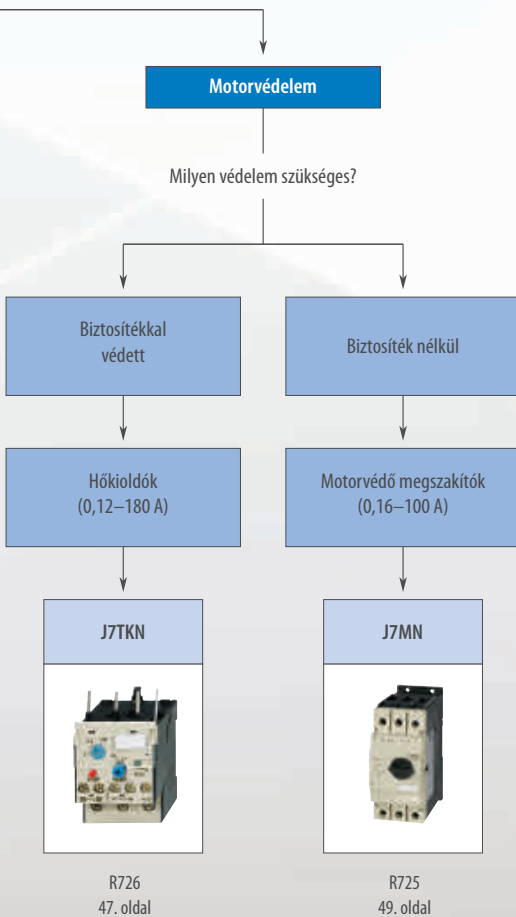 Motorvédelem
Milyen védelem szükséges?
Biztosítékkal
védett
Biztosíték nélkül
Hőkioldók
(0,12–180 A)
Motorvédő megszakítók
(0,16–100 A)
J7TKN
J7MN
R726
47. oldal
R725
49. oldal